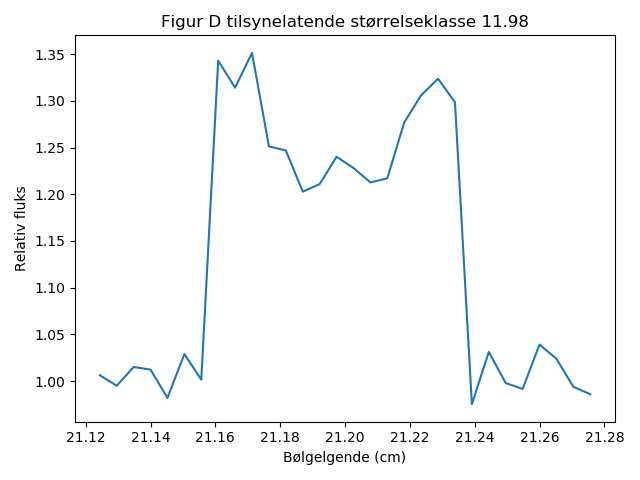 Figur D tilsynelatende størrelseklasse 11.98
1.35
1.30
1.25
1.20
1.15
1.10
1.05
1.00
Relativ fluks
21.12 21.14 21.16 21.18 21.20 21.22 21.24 21.26 21.28
Bølgelgende (cm)